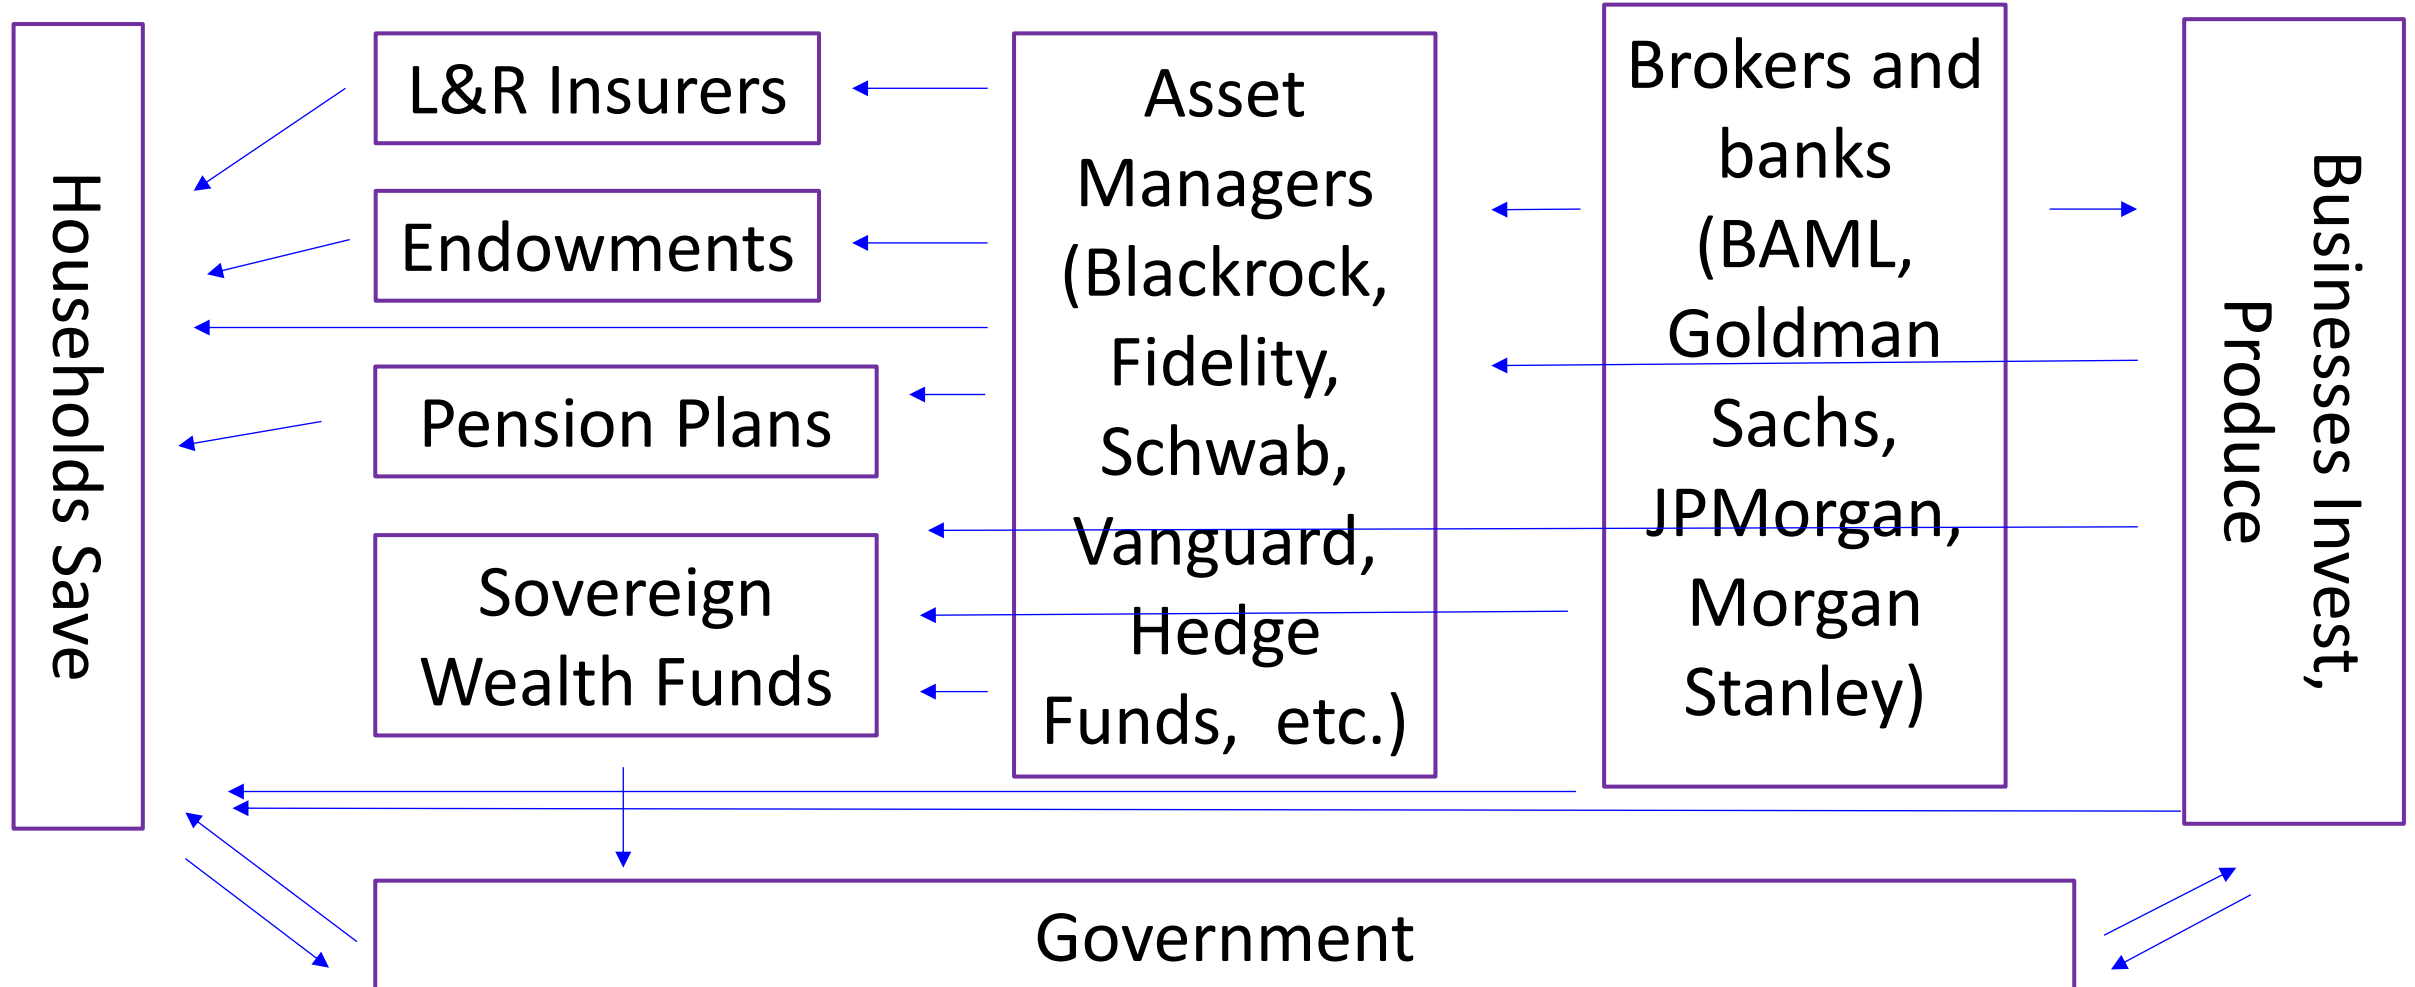 Households Save
L&R Insurers
Endowments
Pension Plans
Sovereign
Wealth Funds
Asset
Managers
(Blackrock,
Fidelity,
Schwab,
Vanguard,
Hedge
Funds,  etc.)
Brokers and
banks
(BAML,
Goldman
Sachs,
JPMorgan,
Morgan
Stanley)
Businesses Invest,
Produce
Government